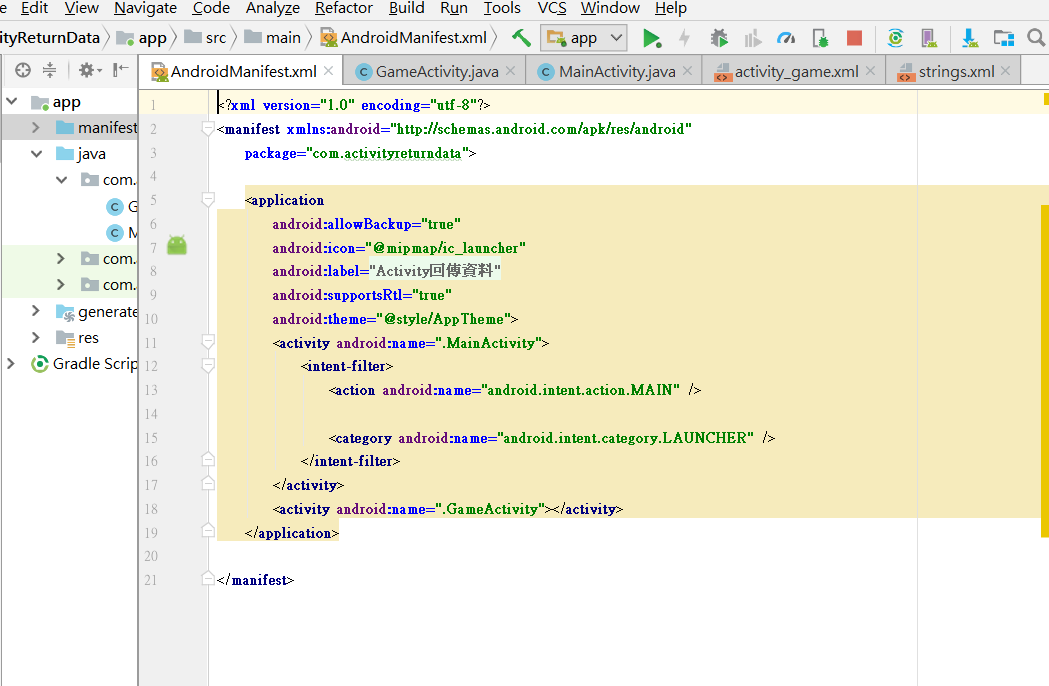 e Edit View Navigate Code Analyze Refactor Build Run Tools VCS Window Help
ityReturnData app src main AndroidManifest.xml app
AndroidManifest.xml GameActivity.java MainActivity.java activity_game.xml strings.xml
app
manifest
java
com.
C G
C M
com.
com.
generate
res
Gradle Scrip
1 <?xml version="1.0" encoding="utf-8"?>
2 <manifest xmlns:android="http://schemas.android.com/apk/res/android"
3 package="com.activityreturndata">
4
5 <application
6 android:allowBackup="true"
7 android:icon="@mipmap/ic_launcher"
8 android:label="Activity回傳資料"
9 android:supportsRtl="true"
10 android:theme="@style/AppTheme">
11 <activity android:name=".MainActivity">
12 <intent-filter>
13 <action android:name="android.intent.action.MAIN" />
14
15 <category android:name="android.intent.category.LAUNCHER" />
16 </intent-filter>
17 </activity>
18 <activity android:name=".GameActivity"></activity>
19 </application>
20
21 </manifest>